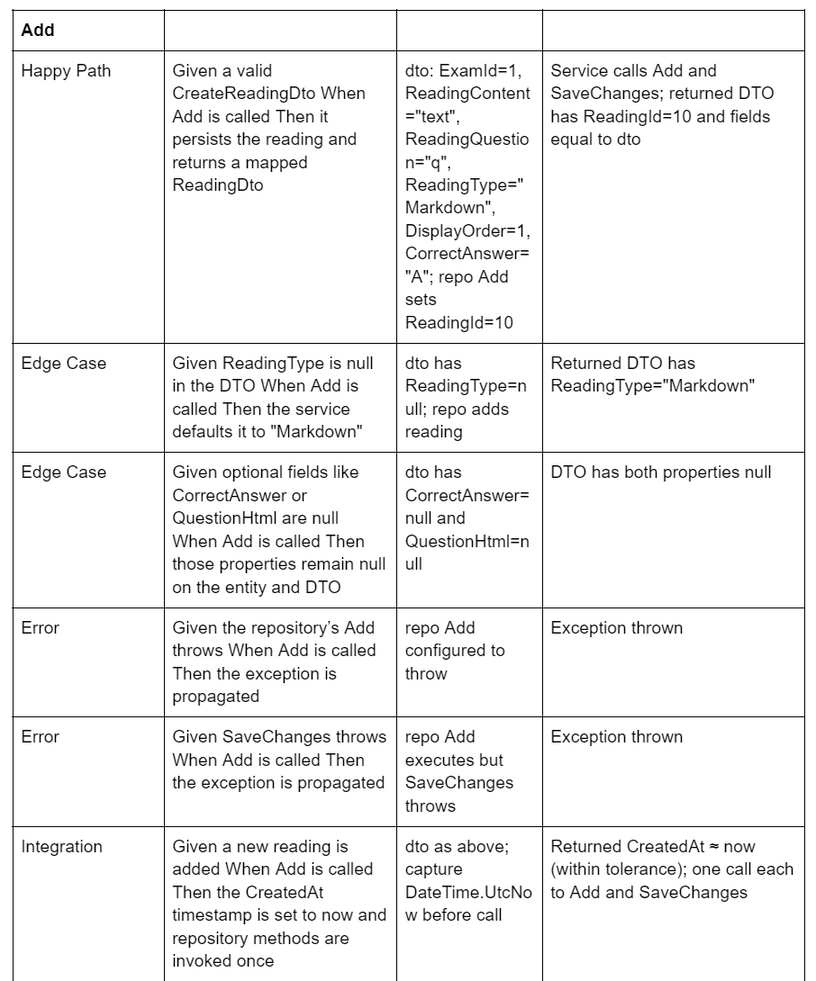 Add
Happy Path
Given a valid
CreateReadingDto When
Add is called Then it
persists the reading and
returns a mapped
ReadingDto
dto: ExamId=1,
ReadingContent
="text",
ReadingQuestio
n="q",
ReadingType="
Markdown",
DisplayOrder=1,
CorrectAnswer=
"A"; repo Add
sets
ReadingId=10
Service calls Add and
SaveChanges; returned DTO
has ReadingId=10 and fields
equal to dto
Edge Case
Given ReadingType is null
in the DTO When Add is
called Then the service
defaults it to "Markdown"
dto has
ReadingType=n
ull; repo adds
reading
Returned DTO has
ReadingType="Markdown"
Edge Case
Given optional fields like
CorrectAnswer or
QuestionHtml are null
When Add is called Then
those properties remain null
on the entity and DTO
dto has
CorrectAnswer=
null and
QuestionHtml=n
ull
DTO has both properties null
Error
Given the repository’s Add
throws When Add is called
Then the exception is
propagated
repo Add
configured to
throw
Exception thrown
Error
Given SaveChanges throws
When Add is called Then
the exception is propagated
repo Add
executes but
SaveChanges
throws
Exception thrown
Integration
Given a new reading is
added When Add is called
Then the CreatedAt
timestamp is set to now and
repository methods are
invoked once
dto as above;
capture
DateTime.UtcNo
w before call
Returned CreatedAt ≈ now
(within tolerance); one call each
to Add and SaveChanges